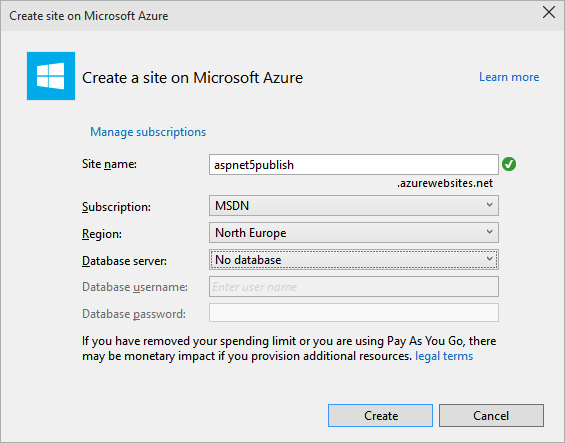 Create site on Microsoft Azure
Create a site on Microsoft Azure
Learn more
Manage subscriptions
Site name: aspnet5publish
.azurewebsites.net
Subscription: MSDN
Region: North Europe
Database server: No database
Database username: Enter user name
Database password:
If you have removed your spending limit or you are using Pay As You Go, there
may be monetary impact if you provision additional resources. legal terms
Create Cancel